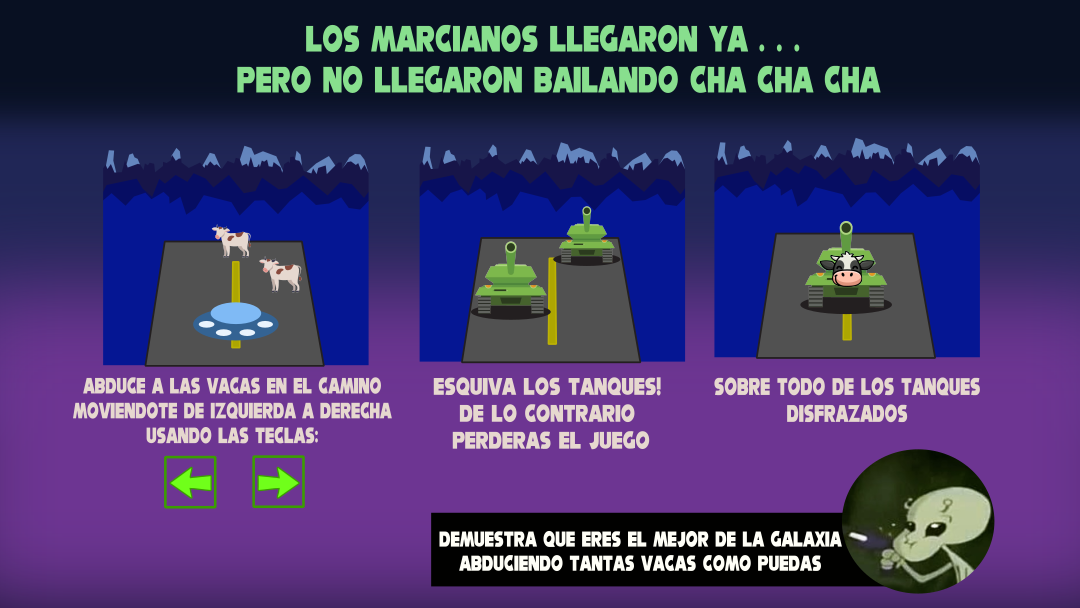 LOS MARCIANOS LLEGARON YA . . .
PERO NO LLEGARON BAILANDO CHA CHA CHA
ABDUCE A LAS VACAS EN EL CAMINO
MOVIENDOTE DE IZQUIERDA A DERECHA
USANDO LAS TECLAS:
ESQUIVA LOS TANQUES!
DE LO CONTRARIO
PERDERAS EL JUEGO
SOBRE TODO DE LOS TANQUES
DISFRAZADOS
DEMUESTRA QUE ERES EL MEJOR DE LA GALAXIA
ABDUCIENDO TANTAS VACAS COMO PUEDAS